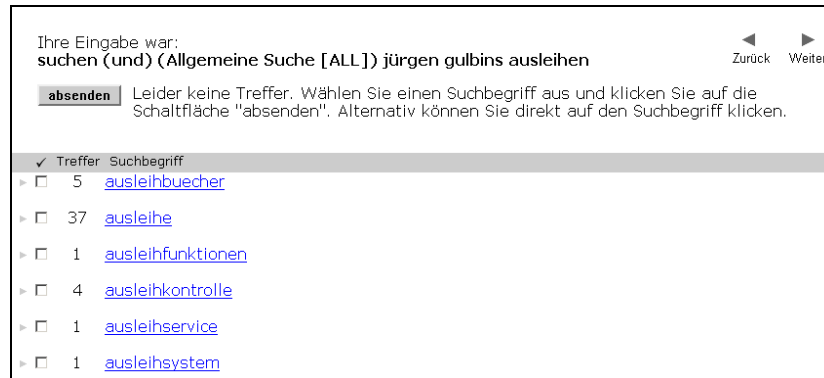 Ihre Eingabe war:
suchen (und) (Allgemeine Suche [ALL]) jürgen gulbins ausleihen
Zurück Weiter
absenden Leider keine Treffer. Wählen Sie einen Suchbegriff aus und klicken Sie auf die
Schaltfläche "absenden". Alternativ können Sie direkt auf den Suchbegriff klicken.
✓ Treffer Suchbegriff
5 ausleihbuecher
37 ausleihe
1 ausleihfunktionen
4 ausleihkontrolle
1 ausleihservice
1 ausleihsystem